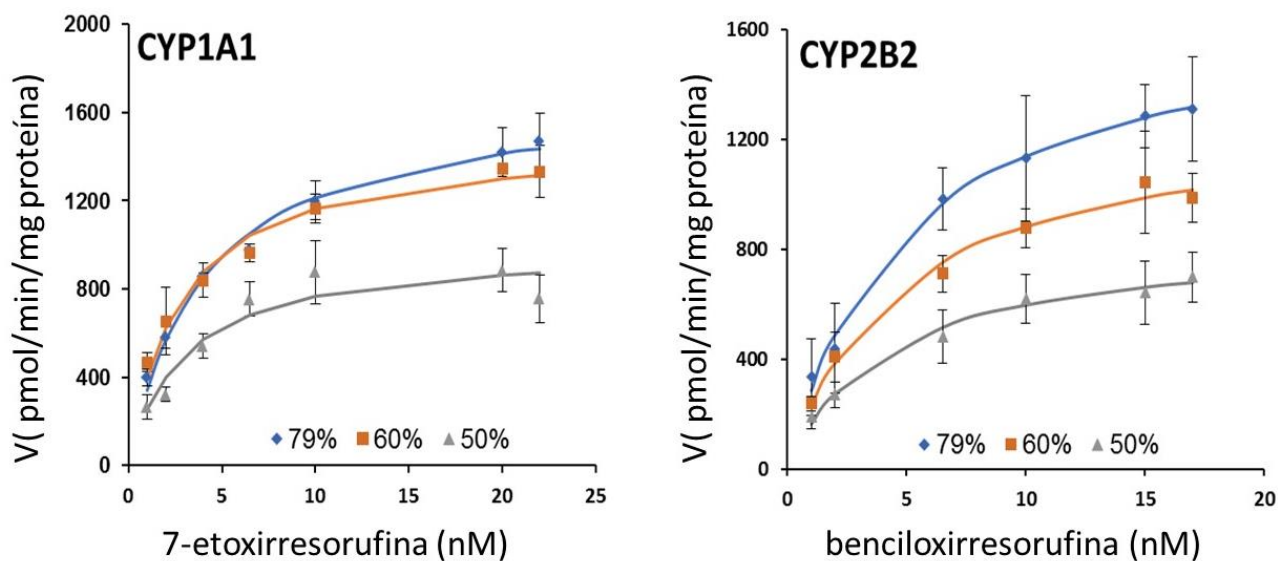 CYP1A1
V( pmol/min/mg proteína)
2000
1600
1200
800
400
0
79% 60% 50%
0 5 10 15 20 25
7-etoxirresorufina (nM)
CYP2B2
V( pmol/min/mg proteína)
1600
1200
800
400
0
79% 60% 50%
0 5 10 15 20
benciloxirresorufina (nM)